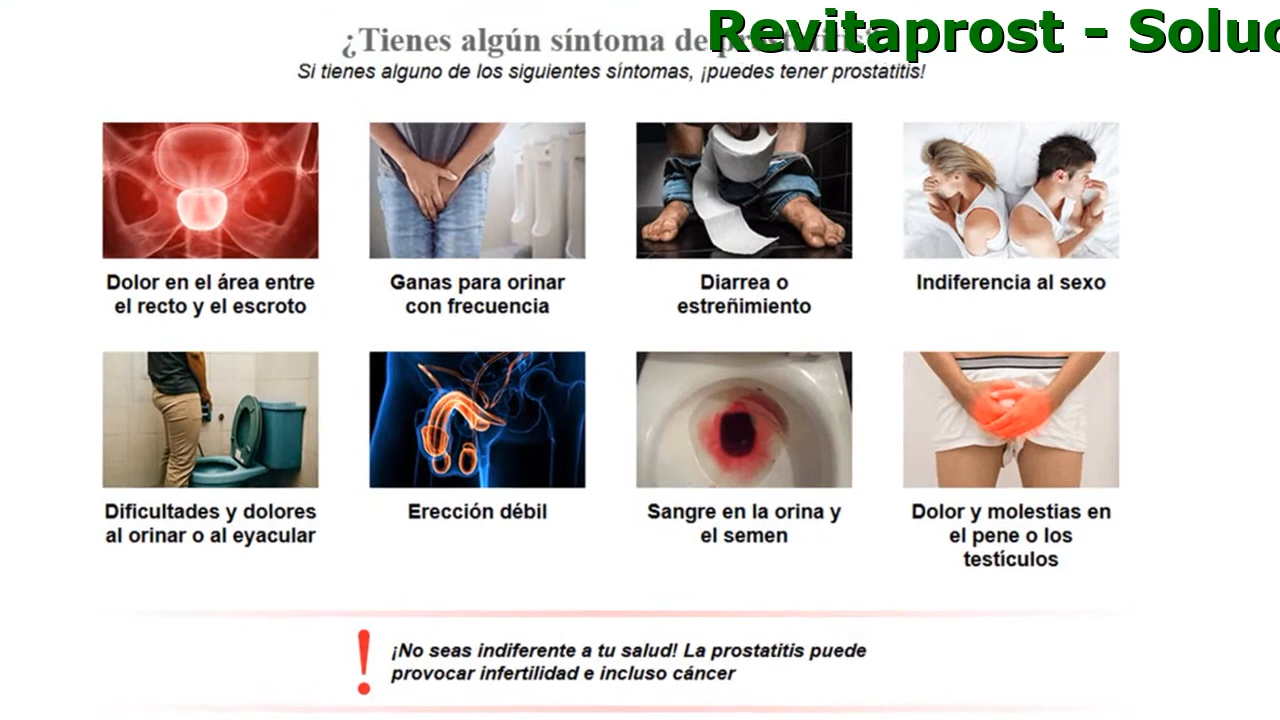 Revitaprost - Soluc
¿Tienes algún síntoma de prostatitis?
Si tienes alguno de los siguientes síntomas, ¡puedes tener prostatitis!
Dolor en el área entre
el recto y el escroto
Ganas para orinar
con frecuencia
Diarrea o
estreñimiento
Indiferencia al sexo
Dificultades y dolores
al orinar o al eyacular
Erección débil
Sangre en la orina y
el semen
Dolor y molestias en
el pene o los
testículos
¡No seas indiferente a tu salud! La prostatitis puede
provocar infertilidad e incluso cáncer